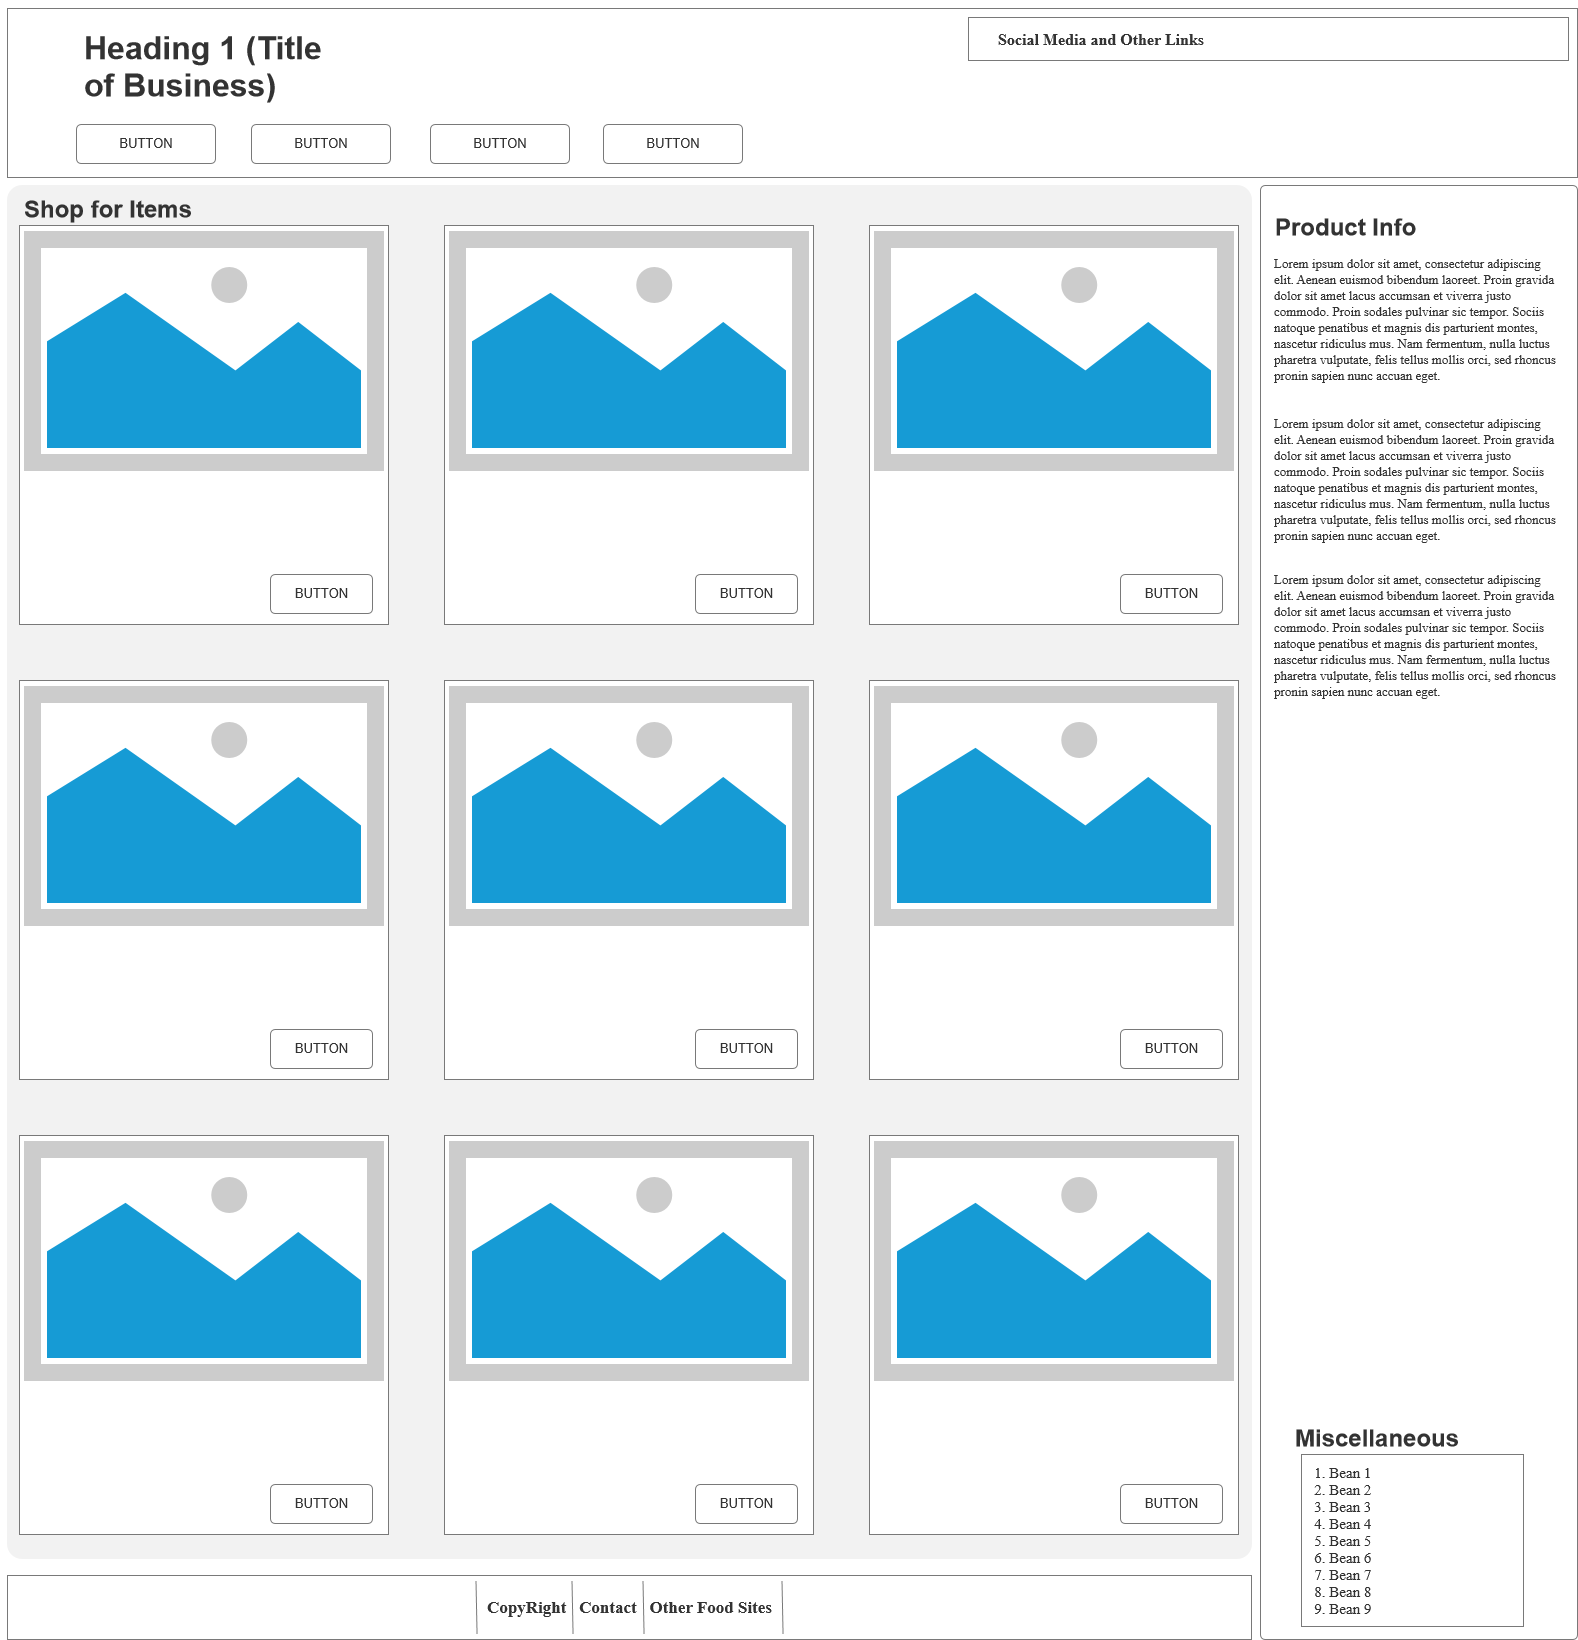 Heading 1 (Title
of Business)
Social Media and Other Links
BUTTON
BUTTON
BUTTON
BUTTON
Shop for Items
BUTTON
BUTTON
BUTTON
BUTTON
BUTTON
BUTTON
BUTTON
BUTTON
BUTTON
Product Info
Lorem ipsum dolor sit amet, consectetur adipiscing
elit. Aenean euismod bibendum laoreet. Proin gravida
dolor sit amet lacus accumsan et viverra justo
commodo. Proin sodales pulvinar sic tempor. Sociis
natoque penatibus et magnis dis parturient montes,
nascetur ridiculus mus. Nam fermentum, nulla luctus
pharetra vulputate, felis tellus mollis orci, sed rhoncus
pronin sapien nunc accuan eget.
Lorem ipsum dolor sit amet, consectetur adipiscing
elit. Aenean euismod bibendum laoreet. Proin gravida
dolor sit amet lacus accumsan et viverra justo
commodo. Proin sodales pulvinar sic tempor. Sociis
natoque penatibus et magnis dis parturient montes,
nascetur ridiculus mus. Nam fermentum, nulla luctus
pharetra vulputate, felis tellus mollis orci, sed rhoncus
pronin sapien nunc accuan eget.
Lorem ipsum dolor sit amet, consectetur adipiscing
elit. Aenean euismod bibendum laoreet. Proin gravida
dolor sit amet lacus accumsan et viverra justo
commodo. Proin sodales pulvinar sic tempor. Sociis
natoque penatibus et magnis dis parturient montes,
nascetur ridiculus mus. Nam fermentum, nulla luctus
pharetra vulputate, felis tellus mollis orci, sed rhoncus
pronin sapien nunc accuan eget.
Miscellaneous
1. Bean 1
2. Bean 2
3. Bean 3
4. Bean 4
5. Bean 5
6. Bean 6
7. Bean 7
8. Bean 8
9. Bean 9
CopyRight
Contact
Other Food Sites